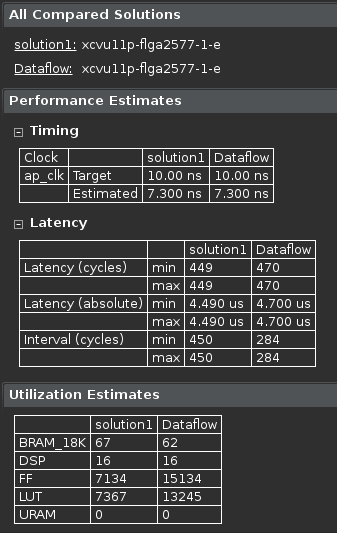 All Compared Solutions
solution1: xcvu11p-flga2577-1-e
Dataflow: xcvu11p-flga2577-1-e
Performance Estimates
Timing
Clock solution1 Dataflow
ap_clk Target 10.00 ns 10.00 ns
Estimated 7.300 ns 7.300 ns
Latency
solution1 Dataflow
Latency (cycles) min 449 470
max 449 470
Latency (absolute) min 4.490 us 4.700 us
max 4.490 us 4.700 us
Interval (cycles) min 450 284
max 450 284
Utilization Estimates
solution1 Dataflow
BRAM_18K 67 62
DSP 16 16
FF 7134 15134
LUT 7367 13245
URAM 0 0